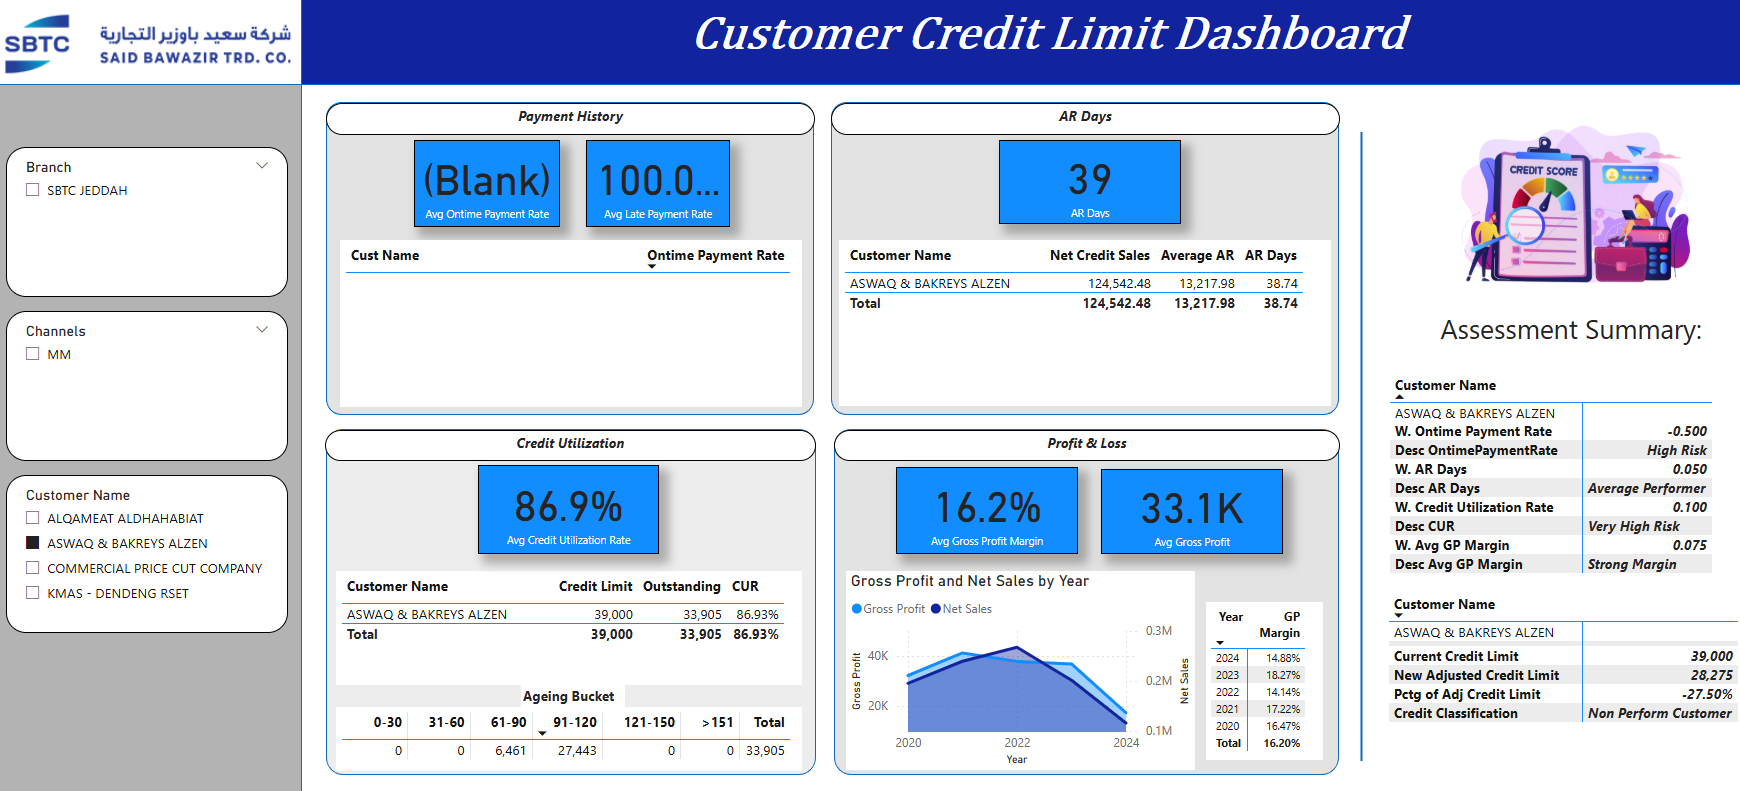 SBTC
شركة سعيد باوزير التجارية
SAID BAWAZIR TRD. CO.
Customer Credit Limit Dashboard
Branch
SBTC JEDDAH
Channels
MM
Customer Name
ALQAMEAT ALDHAHABIAT
ASWAQ & BAKREYS ALZEN
COMMERCIAL PRICE CUT COMPANY
KMAS - DENDENG RSET
Payment History
(Blank)
Avg Ontime Payment Rate
100.0...
Avg Late Payment Rate
Cust Name Ontime Payment Rate
AR Days
39
AR Days
Customer Name Net Credit Sales Average AR AR Days
ASWAQ & BAKREYS ALZEN 124,542.48 13,217.98 38.74
Total 124,542.48 13,217.98 38.74
Credit Utilization
86.9%
Avg Credit Utilization Rate
Customer Name Credit Limit Outstanding CUR
ASWAQ & BAKREYS ALZEN 39,000 33,905 86.93%
Total 39,000 33,905 86.93%
Ageing Bucket
0-30 31-60 61-90 91-120 121-150 >151 Total
0 0 6,461 27,443 0 0 33,905
Profit & Loss
16.2%
Avg Gross Profit Margin
33.1K
Avg Gross Profit
Gross Profit and Net Sales by Year
Gross Profit Net Sales
Gross Profit
40K
20K
0.3M
0.2M
0.1M
Net Sales
2020 2022 2024
Year
Year GP Margin
2024 14.88%
2023 18.27%
2022 14.14%
2021 17.22%
2020 16.47%
Total 16.20%
CREDIT SCORE
Assessment Summary:
Customer Name
ASWAQ & BAKREYS ALZEN
W. Ontime Payment Rate -0.500
Desc OntimePaymentRate High Risk
W. AR Days 0.050
Desc AR Days Average Performer
W. Credit Utilization Rate 0.100
Desc CUR Very High Risk
W. Avg GP Margin 0.075
Desc Avg GP Margin Strong Margin
Customer Name
ASWAQ & BAKREYS ALZEN
Current Credit Limit 39,000
New Adjusted Credit Limit 28,275
Pctg of Adj Credit Limit -27.50%
Credit Classification Non Perform Customer